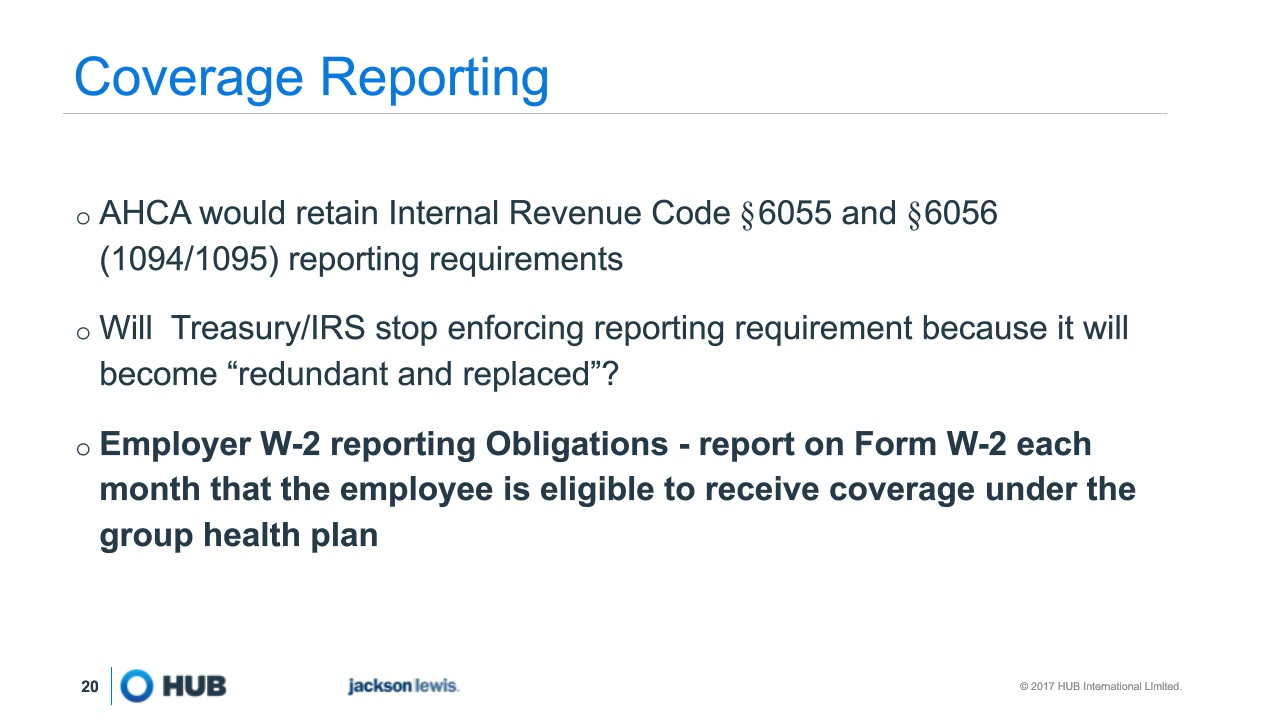 Coverage Reporting
o AHCA would retain Internal Revenue Code §6055 and §6056
(1094/1095) reporting requirements
o Will  Treasury/IRS stop enforcing reporting requirement because it will
become “redundant and replaced”?
o Employer W-2 reporting Obligations - report on Form W-2 each
month that the employee is eligible to receive coverage under the
group health plan
20 HUB jackson lewis. © 2017 HUB International Limited.